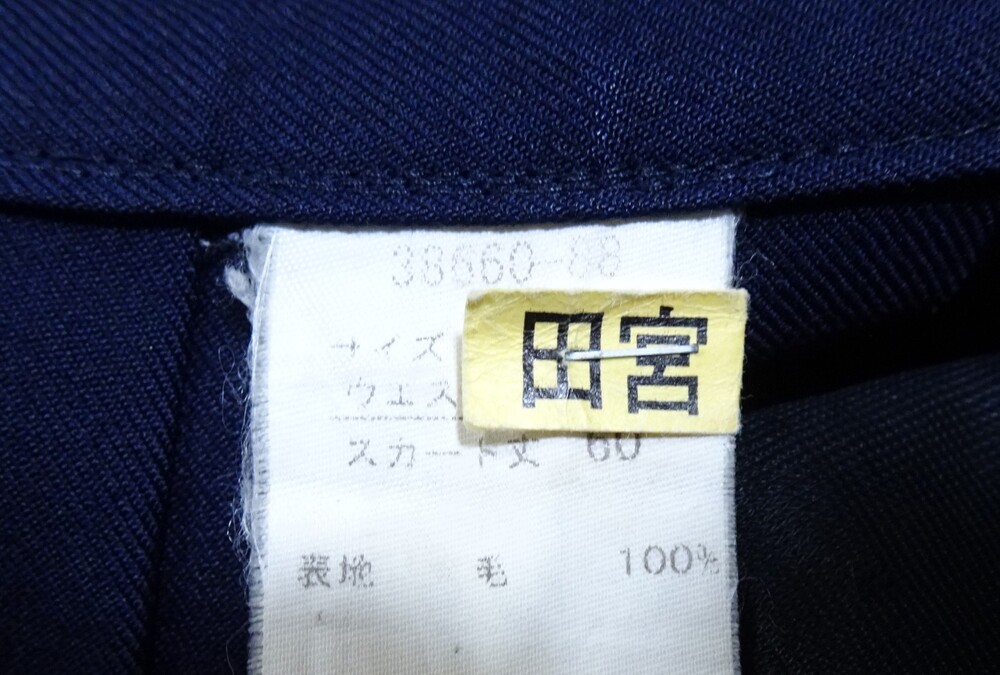 38660-88
サイズ
ウエス
田宮
スカート丈 60
表地 毛 100%